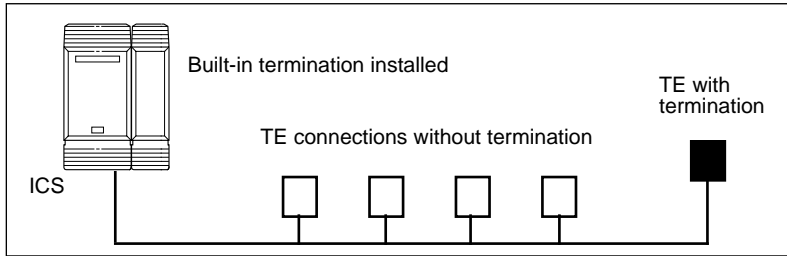 Built-in termination installed
TE with
termination
TE connections without termination
ICS